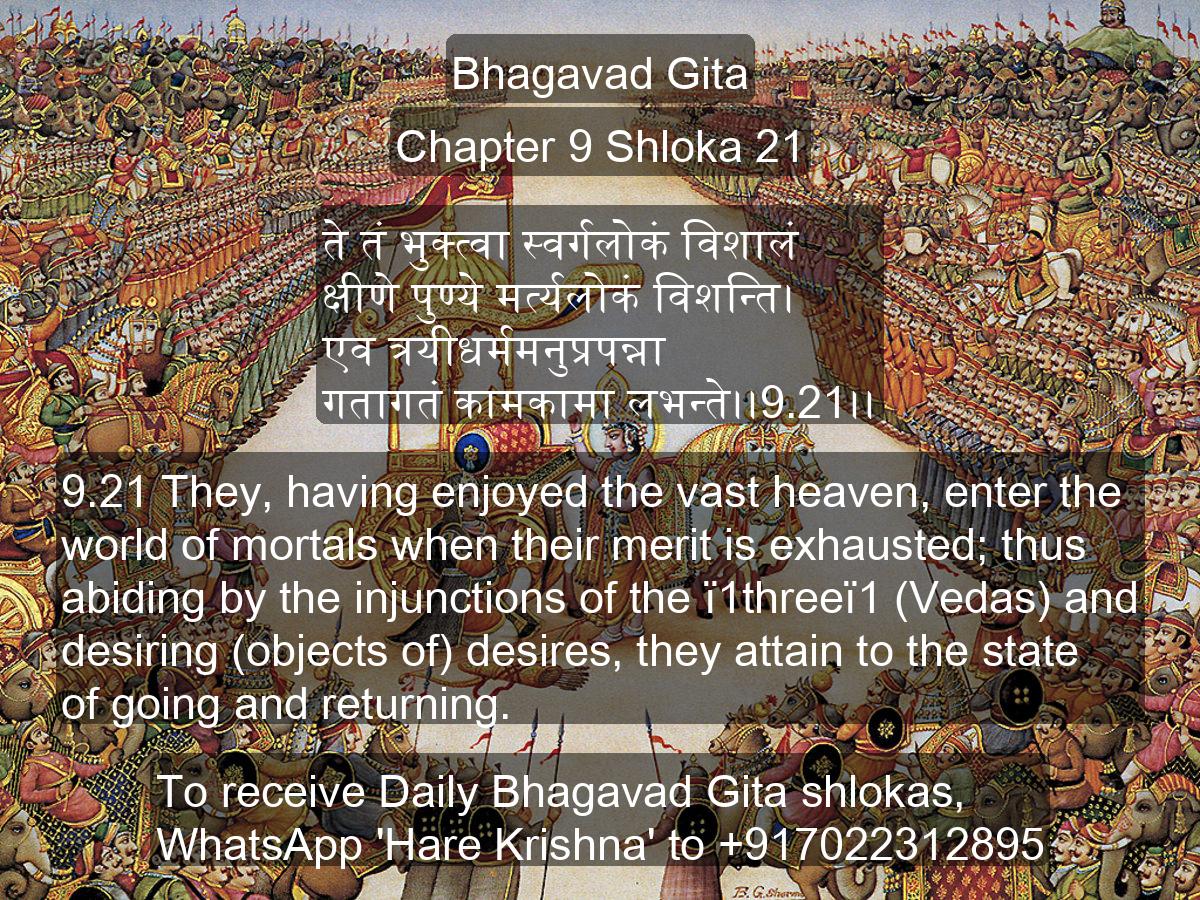 Bhagavad Gita
Chapter 9 Shloka 21
ते तं भुक्त्वा स्वर्गलोकं विशालं
क्षीणे पुण्ये मर्त्यलोकं विशन्ति।
एव त्रयीधर्ममनुप्रपन्ना
गतागतं कामकामा लभन्ते।।9.21।।
9.21 They, having enjoyed the vast heaven, enter the
world of mortals when their merit is exhausted; thus
abiding by the injunctions of the ï1threeï1 (Vedas) and
desiring (objects of) desires, they attain to the state
of going and returning.
To receive Daily Bhagavad Gita shlokas,
WhatsApp 'Hare Krishna' to +917022312895
B.G.Sharma